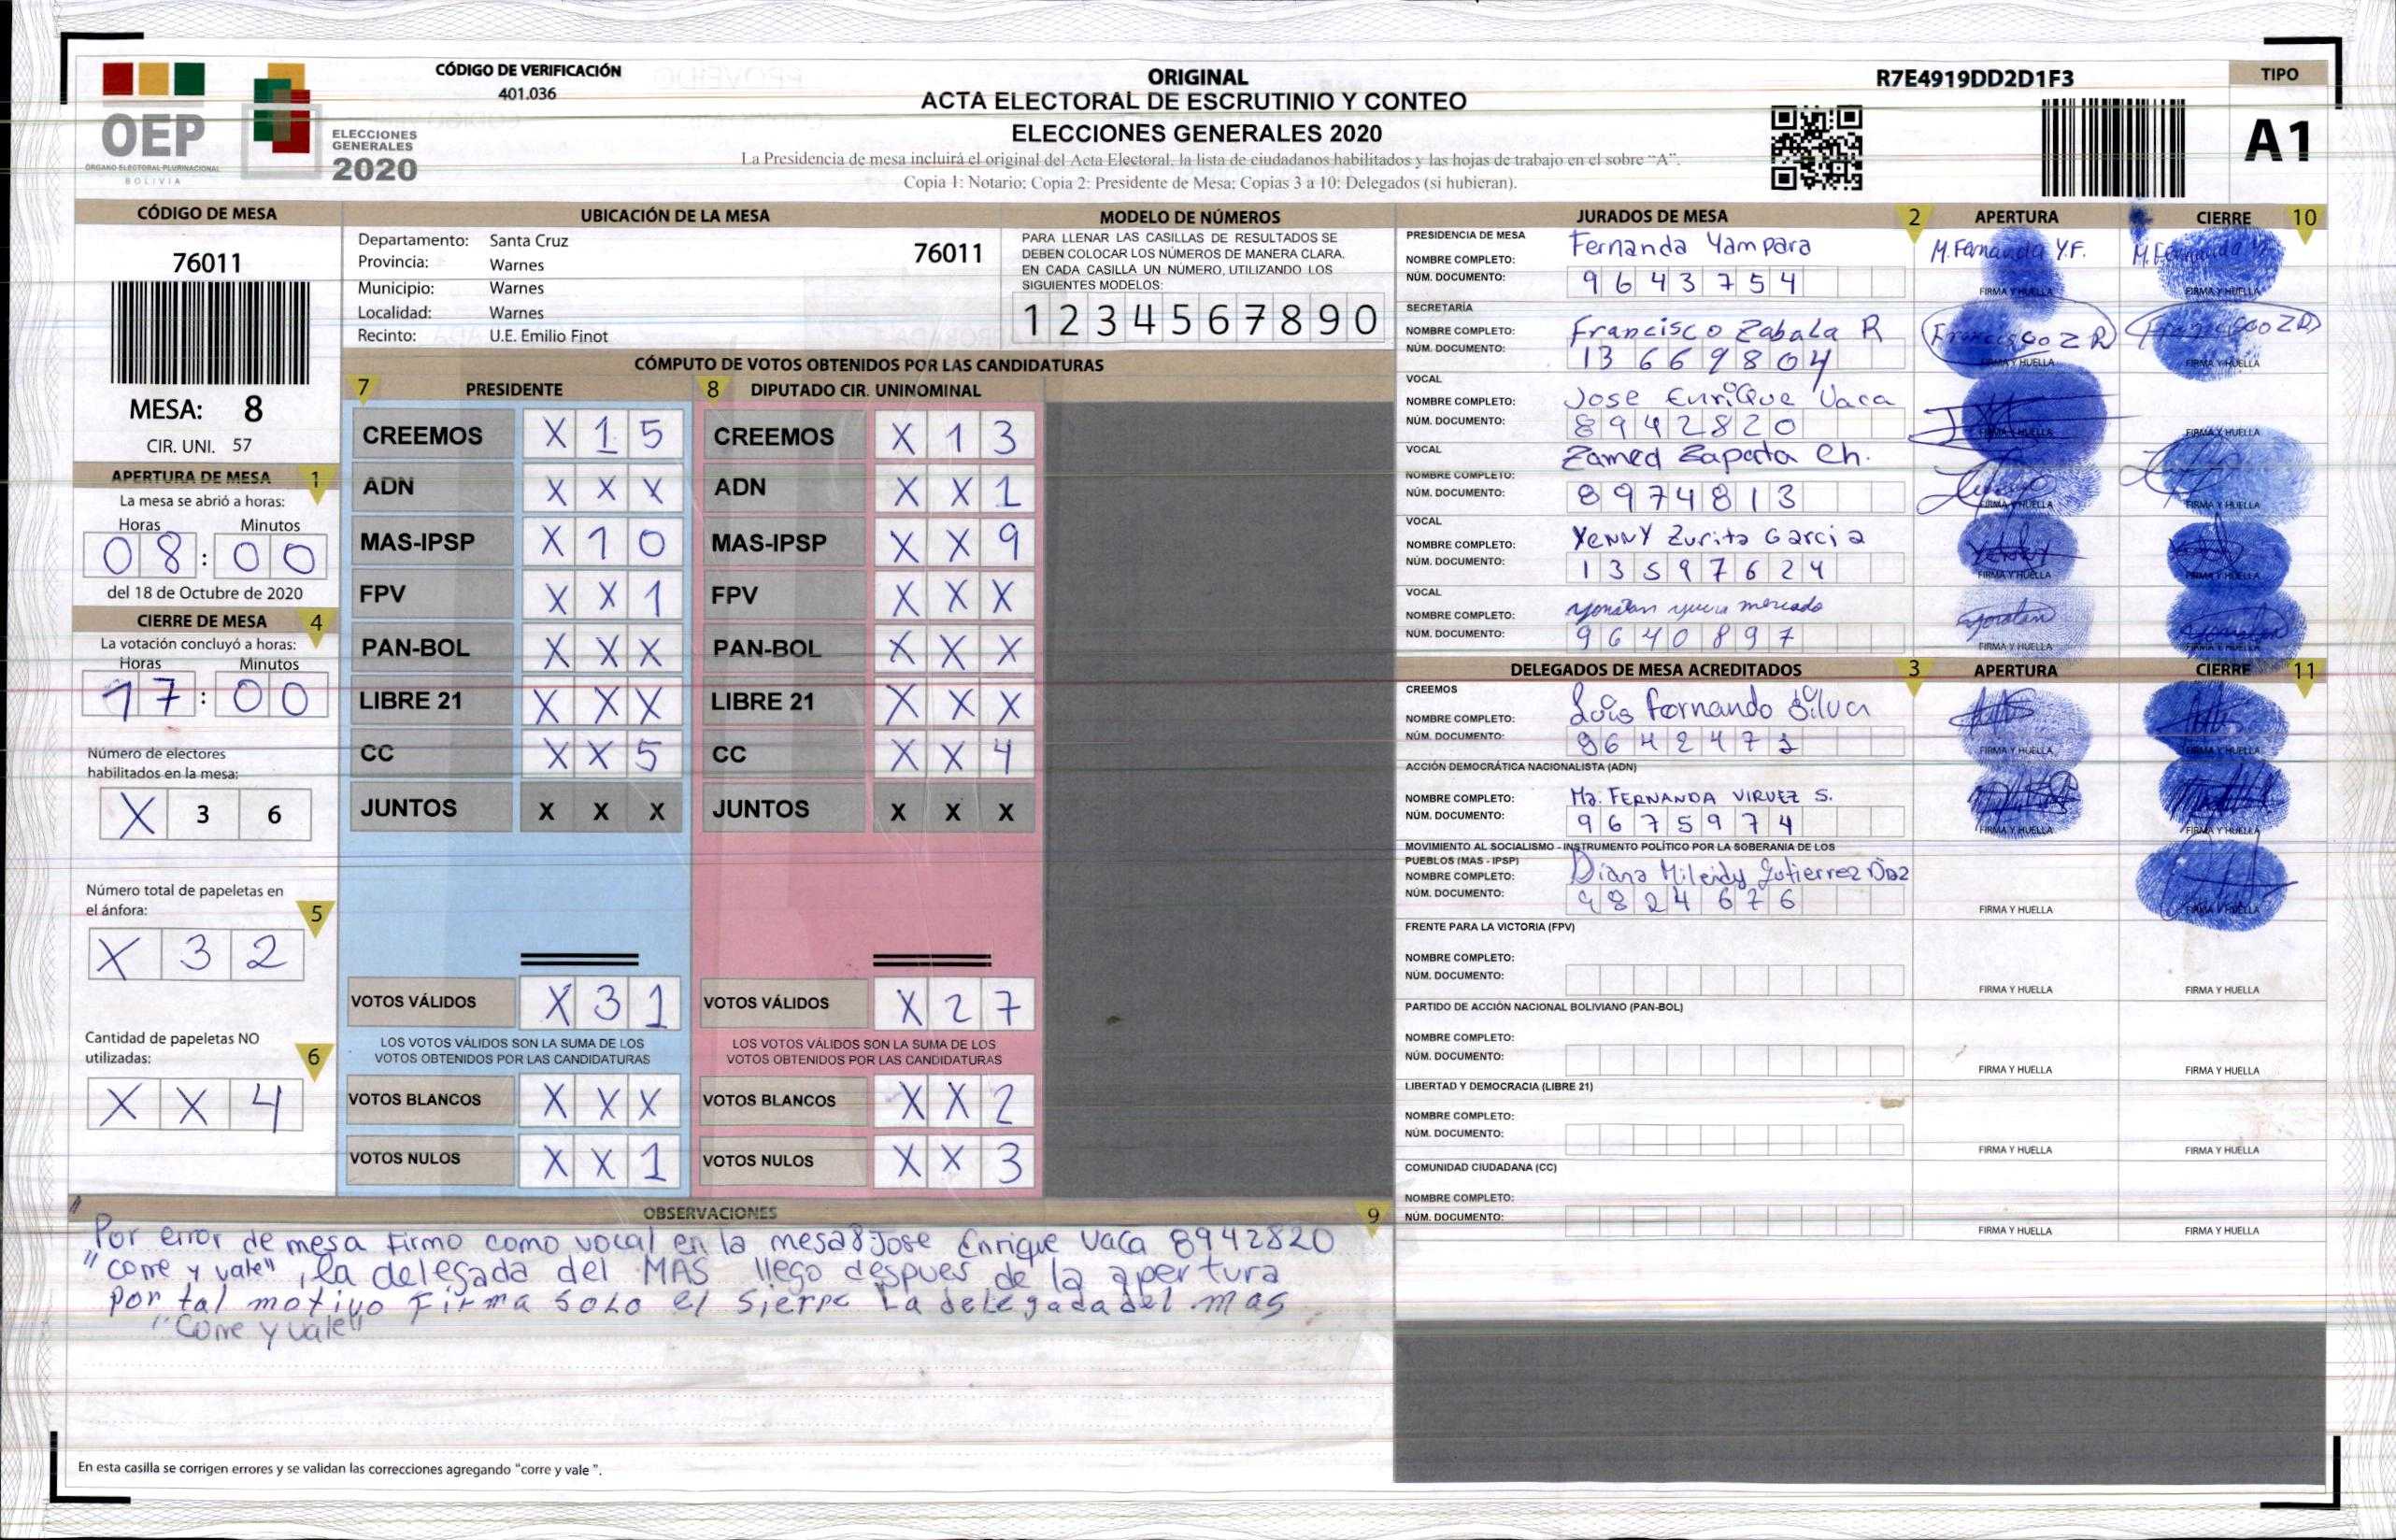 CÓDIGO DE VERIFICACIÓN
401.036
OEP
ÓRGANO ELECTORAL PLURINACIONAL
BOLIVIA
ELECCIONES
GENERALES
2020
ORIGINAL
ACTA ELECTORAL DE ESCRUTINIO Y CONTEO
ELECCIONES GENERALES 2020
La Presidencia de mesa incluirá el original del Acta Electoral, la lista de ciudadanos habilitados y las hojas de trabajo en el sobre “A”.
Copia 1: Notario; Copia 2: Presidente de Mesa; Copias 3 a 10: Delegados (si hubieran).
R7E4919DD2D1F3
TIPO
A1
CÓDIGO DE MESA
76011
MESA: 8
CIR. UNI. 57
UBICACIÓN DE LA MESA
Departamento: Santa Cruz
76011
Provincia: Warnes
Municipio: Warnes
Localidad: Warnes
Recinto: U.E. Emilio Finot
MODELO DE NÚMEROS
PARA LLENAR LAS CASILLAS DE RESULTADOS SE
DEBEN COLOCAR LOS NÚMEROS DE MANERA CLARA.
EN CADA CASILLA UN NÚMERO, UTILIZANDO LOS
SIGUIENTES MODELOS:
1 2 3 4 5 6 7 8 9 0
APERTURA DE MESA 1
La mesa se abrió a horas:
Horas Minutos
08:00
del 18 de Octubre de 2020
CIERRE DE MESA 4
La votación concluyó a horas:
Horas Minutos
17:00
Número de electores
habilitados en la mesa:
X 3 6
Número total de papeletas en
el ánfora: 5
X 3 2
Cantidad de papeletas NO
utilizadas: 6
X X 4
CÓMPUTO DE VOTOS OBTENIDOS POR LAS CANDIDATURAS
7 PRESIDENTE 8 DIPUTADO CIR. UNINOMINAL
CREEMOS X 1 5 CREEMOS X 1 3
ADN X X X ADN X X 1
MAS-IPSP X 1 0 MAS-IPSP X X 9
FPV X X 1 FPV X X X
PAN-BOL X X X PAN-BOL X X X
LIBRE 21 X X X LIBRE 21 X X X
CC X X 5 CC X X 4
JUNTOS X X X JUNTOS X X X
VOTOS VÁLIDOS X 3 1 VOTOS VÁLIDOS X 2 7
LOS VOTOS VÁLIDOS SON LA SUMA DE LOS LOS VOTOS VÁLIDOS SON LA SUMA DE LOS
VOTOS OBTENIDOS POR LAS CANDIDATURAS VOTOS OBTENIDOS POR LAS CANDIDATURAS
VOTOS BLANCOS X X X VOTOS BLANCOS X X 2
VOTOS NULOS X X 1 VOTOS NULOS X X 3
JURADOS DE MESA 2 APERTURA CIERRE 10
PRESIDENCIA DE MESA
NOMBRE COMPLETO: Fernanda Yampara
M. Fernanda Y.F.
NÚM. DOCUMENTO: 9643754
FIRMA Y HUELLA FIRMA Y HUELLA
SECRETARÍA
NOMBRE COMPLETO: Francisco Zabala R
Francisco Z R Francisco Z R
NÚM. DOCUMENTO: 13669804
FIRMA Y HUELLA FIRMA Y HUELLA
VOCAL
NOMBRE COMPLETO: Jose Enrique Vaca
NÚM. DOCUMENTO: 8942820
FIRMA Y HUELLA FIRMA Y HUELLA
VOCAL
NOMBRE COMPLETO: Zamed Zapata Ch.
NÚM. DOCUMENTO: 8974813
FIRMA Y HUELLA FIRMA Y HUELLA
VOCAL
NOMBRE COMPLETO: YENNY Zurita Garcia
NÚM. DOCUMENTO: 13597624
FIRMA Y HUELLA FIRMA Y HUELLA
VOCAL
NOMBRE COMPLETO: yonatan mercado
NÚM. DOCUMENTO: 9640897
FIRMA Y HUELLA FIRMA Y HUELLA
DELEGADOS DE MESA ACREDITADOS 3 APERTURA CIERRE 11
CREEMOS
NOMBRE COMPLETO: Luis Fernando Silva
NÚM. DOCUMENTO: 9642471
FIRMA Y HUELLA FIRMA Y HUELLA
ACCIÓN DEMOCRÁTICA NACIONALISTA (ADN)
NOMBRE COMPLETO: Ma. FERNANDA VIRUEZ S.
NÚM. DOCUMENTO: 9675974
FIRMA Y HUELLA FIRMA Y HUELLA
MOVIMIENTO AL SOCIALISMO - INSTRUMENTO POLÍTICO POR LA SOBERANIA DE LOS
PUEBLOS (MAS - IPSP)
NOMBRE COMPLETO: Diana Mileidy Gutierrez Diaz
NÚM. DOCUMENTO: 9824676
FIRMA Y HUELLA FIRMA Y HUELLA
FRENTE PARA LA VICTORIA (FPV)
NOMBRE COMPLETO:
NÚM. DOCUMENTO:
FIRMA Y HUELLA FIRMA Y HUELLA
PARTIDO DE ACCIÓN NACIONAL BOLIVIANO (PAN-BOL)
NOMBRE COMPLETO:
NÚM. DOCUMENTO:
FIRMA Y HUELLA FIRMA Y HUELLA
LIBERTAD Y DEMOCRACIA (LIBRE 21)
NOMBRE COMPLETO:
NÚM. DOCUMENTO:
FIRMA Y HUELLA FIRMA Y HUELLA
COMUNIDAD CIUDADANA (CC)
NOMBRE COMPLETO:
NÚM. DOCUMENTO:
FIRMA Y HUELLA FIRMA Y HUELLA
OBSERVACIONES 9
Por error de mesa firmo como vocal en la mesa 8 Jose Enrique Vaca 8942820
"corre y vale", la delegada del MAS llego despues de la apertura
por tal motivo Firma solo el sierre la delegada del mas
"Corre y vale"
En esta casilla se corrigen errores y se validan las correcciones agregando “corre y vale ”.